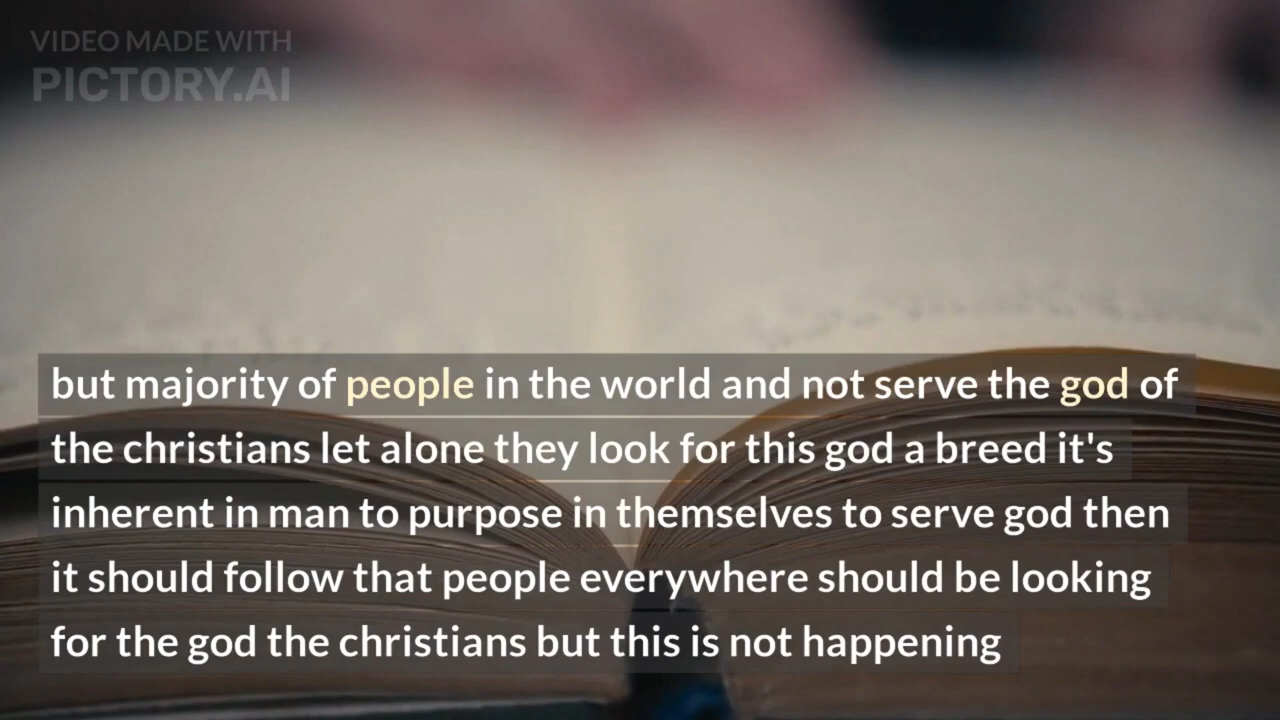 VIDEO MADE WITH
PICTORY.AI
but majority of people in the world and not serve the god of
the christians let alone they look for this god a breed it's
inherent in man to purpose in themselves to serve god then
it should follow that people everywhere should be looking
for the god the christians but this is not happening